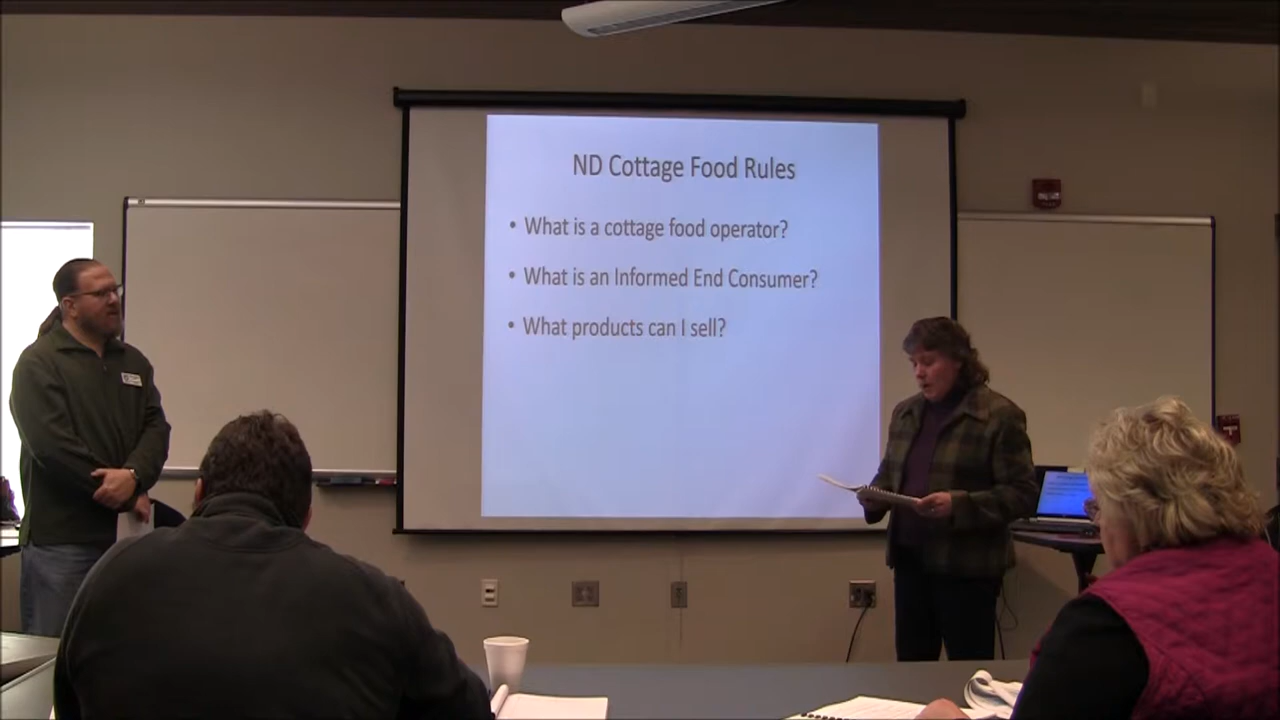 ND Cottage Food Rules
• What is a cottage food operator?
• What is an Informed End Consumer?
• What products can I sell?